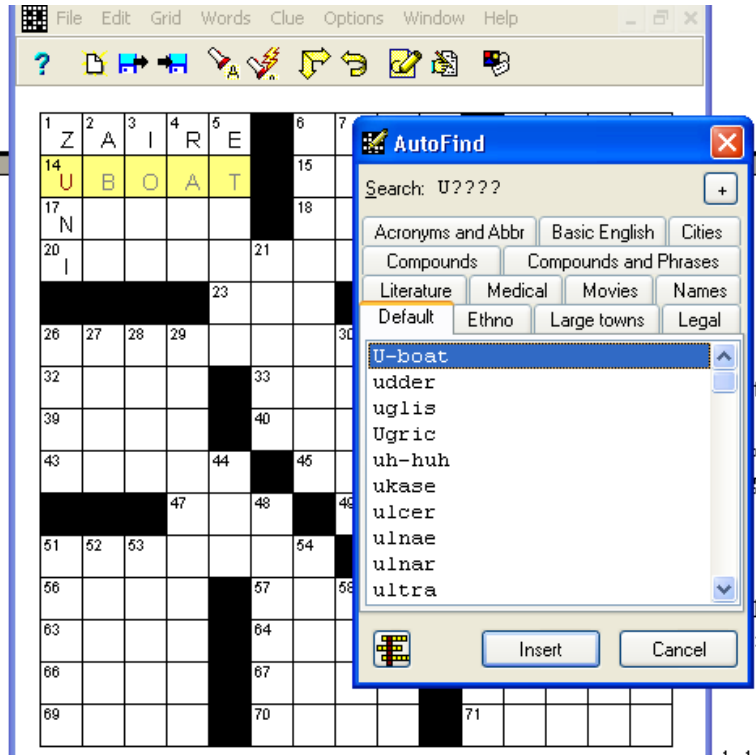 File Edit Grid Words Clue Options Window Help
?
A
1 Z 2 A 3 I 4 R 5 E 6 7
14 U B O A T 15
17 N 18
20 I 21
23
26 27 28 29 30
32 33
39 40
43 44 45
47 48 49
51 52 53 54
56 57 58
63 64
66 67
69 70 71
AutoFind
Search: U????
+
Acronyms and Abbr Basic English Cities
Compounds Compounds and Phrases
Literature Medical Movies Names
Default Ethno Large towns Legal
U-boat
udder
uglis
Ugric
uh-huh
ukase
ulcer
ulnae
ulnar
ultra
Insert Cancel